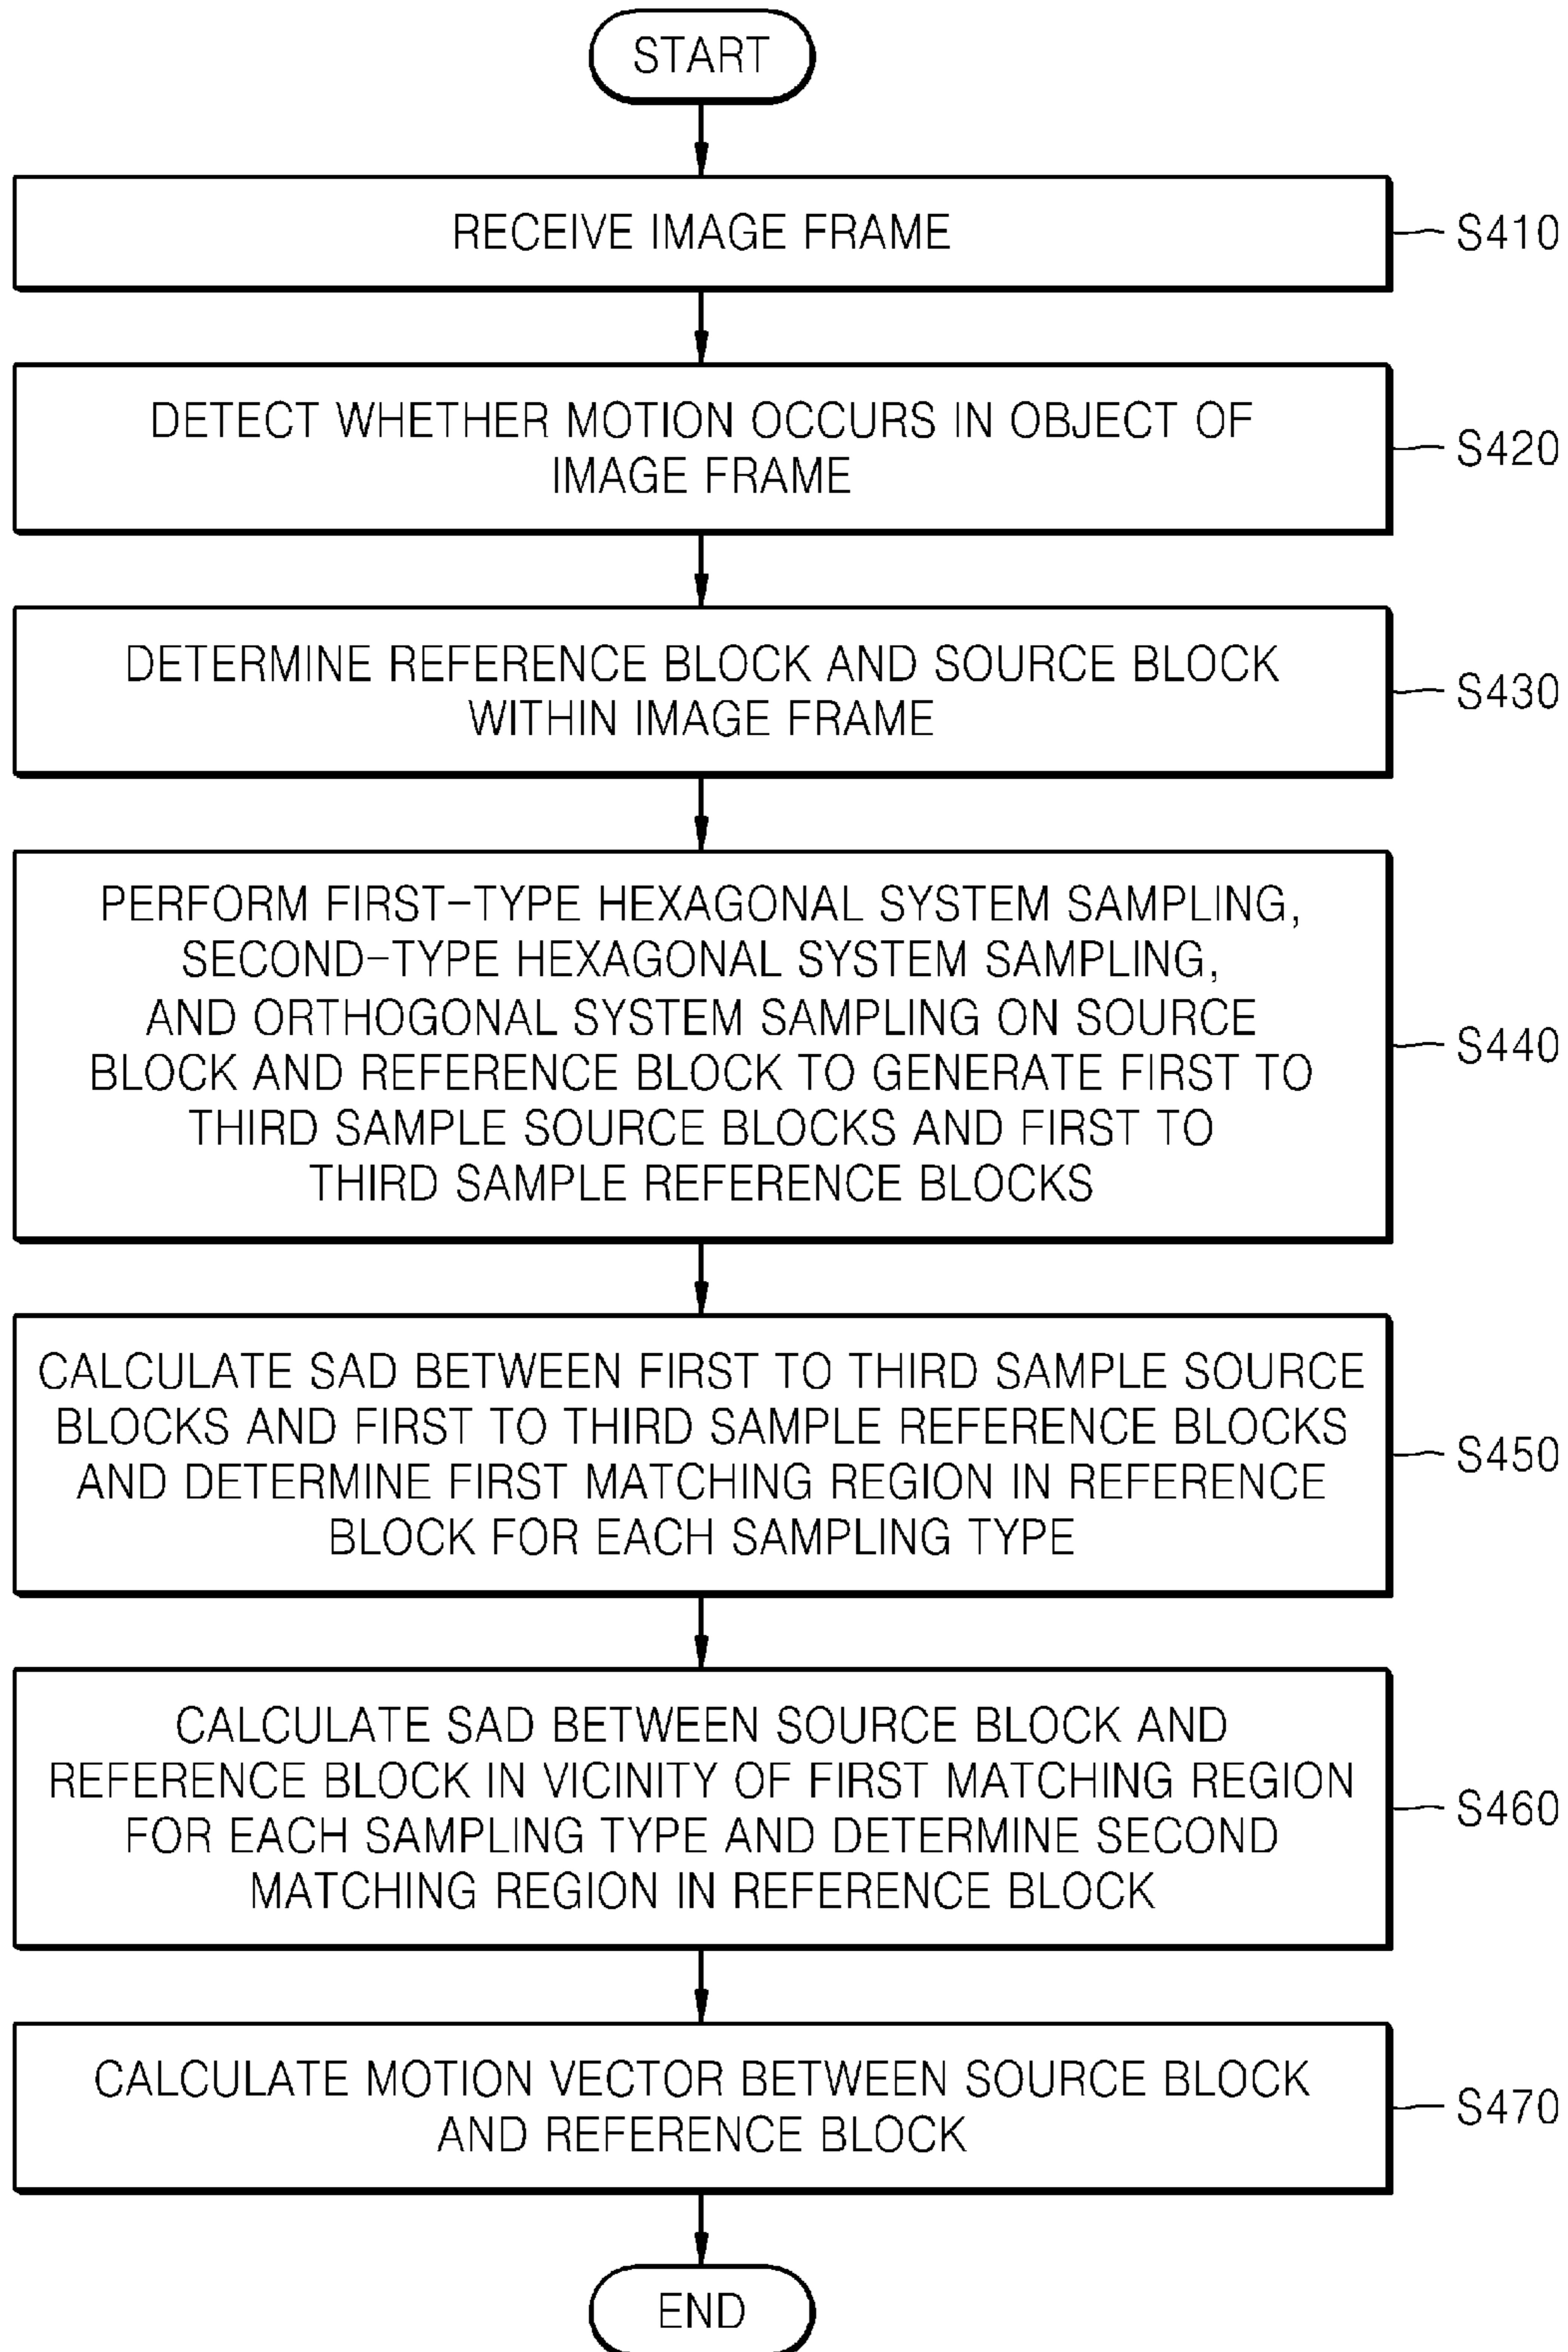 START
RECEIVE IMAGE FRAME
S410
DETECT WHETHER MOTION OCCURS IN OBJECT OF
IMAGE FRAME
S420
DETERMINE REFERENCE BLOCK AND SOURCE BLOCK
WITHIN IMAGE FRAME
S430
PERFORM FIRST-TYPE HEXAGONAL SYSTEM SAMPLING,
SECOND-TYPE HEXAGONAL SYSTEM SAMPLING,
AND ORTHOGONAL SYSTEM SAMPLING ON SOURCE
BLOCK AND REFERENCE BLOCK TO GENERATE FIRST TO
THIRD SAMPLE SOURCE BLOCKS AND FIRST TO
THIRD SAMPLE REFERENCE BLOCKS
S440
CALCULATE SAD BETWEEN FIRST TO THIRD SAMPLE SOURCE
BLOCKS AND FIRST TO THIRD SAMPLE REFERENCE BLOCKS
AND DETERMINE FIRST MATCHING REGION IN REFERENCE
BLOCK FOR EACH SAMPLING TYPE
S450
CALCULATE SAD BETWEEN SOURCE BLOCK AND
REFERENCE BLOCK IN VICINITY OF FIRST MATCHING REGION
FOR EACH SAMPLING TYPE AND DETERMINE SECOND
MATCHING REGION IN REFERENCE BLOCK
S460
CALCULATE MOTION VECTOR BETWEEN SOURCE BLOCK
AND REFERENCE BLOCK
S470
END